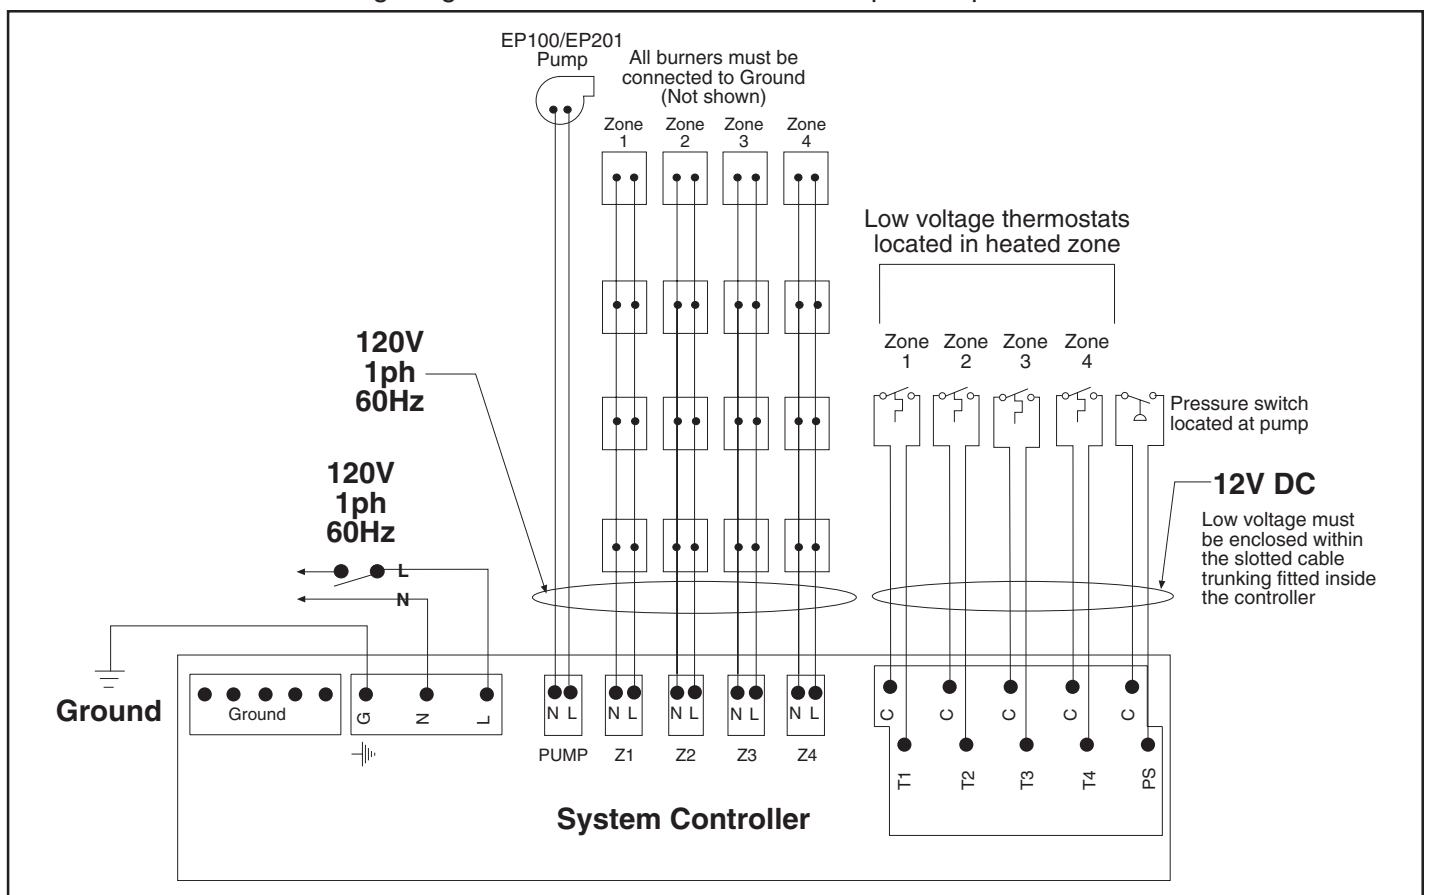 EP100/EP201
Pump
All burners must be
connected to Ground
(Not shown)
Zone
1
Zone
2
Zone
3
Zone
4
Low voltage thermostats
located in heated zone
Zone
1
Zone
2
Zone
3
Zone
4
Pressure switch
located at pump
120V
1ph
60Hz
120V
1ph
60Hz
L
N
12V DC
Low voltage must
be enclosed within
the slotted cable
trunking fitted inside
the controller
Ground
Ground
G
N
L
N L
PUMP
N L
Z1
N L
Z2
N L
Z3
N L
Z4
C
C
C
C
C
T1
T2
T3
T4
PS
System Controller